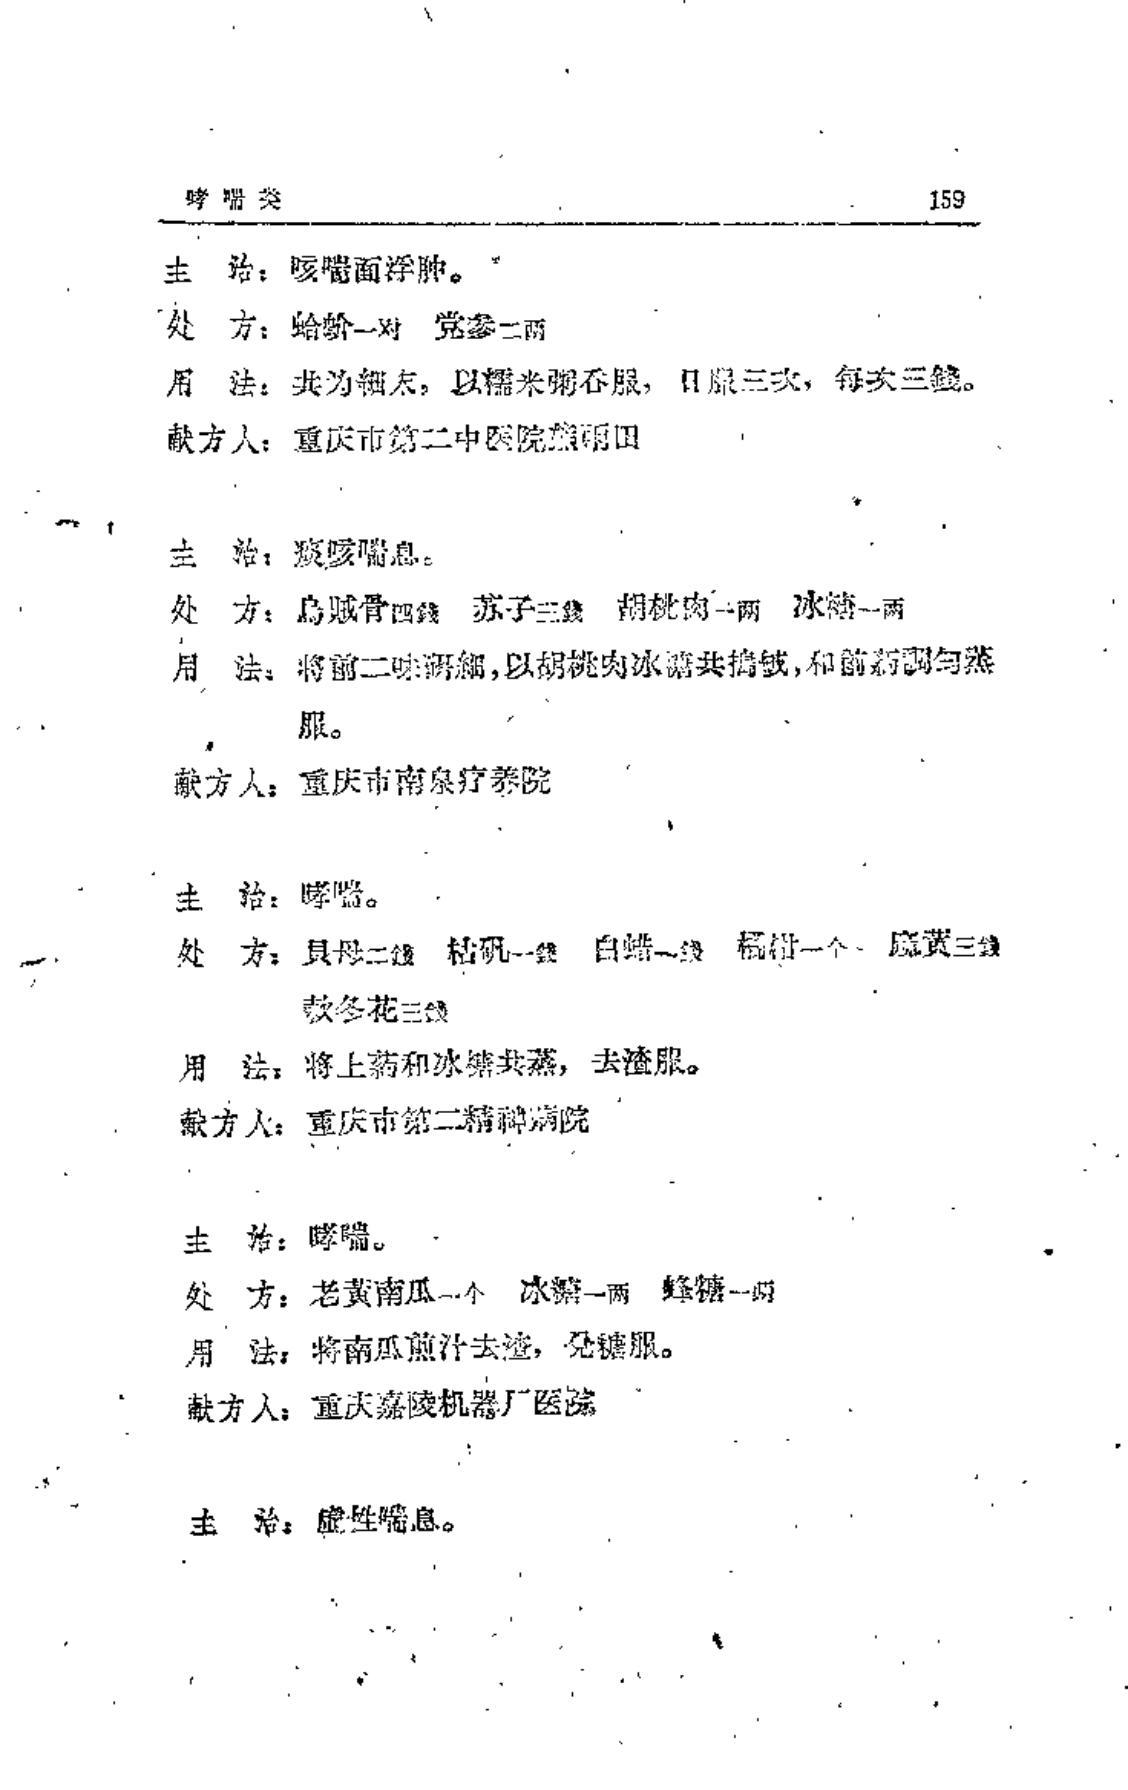 哮喘类 159
主　治：咳喘面浮肿。
处　方：蛤蚧一对　党参二两
用　法：共为細末，以糯米粥吞服，日服三次，每次三錢。
献方人：重庆市第二中医院熊雨田
主　治：痰咳喘息。
处　方：烏贼骨四錢　苏子三錢　胡桃肉一两　冰糖一两
用　法：将前二味研細，以胡桃肉冰糖共搗絨，和前葯調匀蒸
服。
献方人：重庆市南泉疗养院
主　治：哮喘。
处　方：貝母二錢　枯矾一錢　白蜡一錢　橘柑一个　麻黄三錢
款冬花三錢
用　法：将上葯和冰糖共蒸，去渣服。
献方人：重庆市第二精神病院
主　治：哮喘。
处　方：老黄南瓜一个　冰糖一两　蜂糖一两
用　法：将南瓜煎汁去渣，兑糖服。
献方人：重庆嘉陵机器厂医院
主　治：虚性喘息。